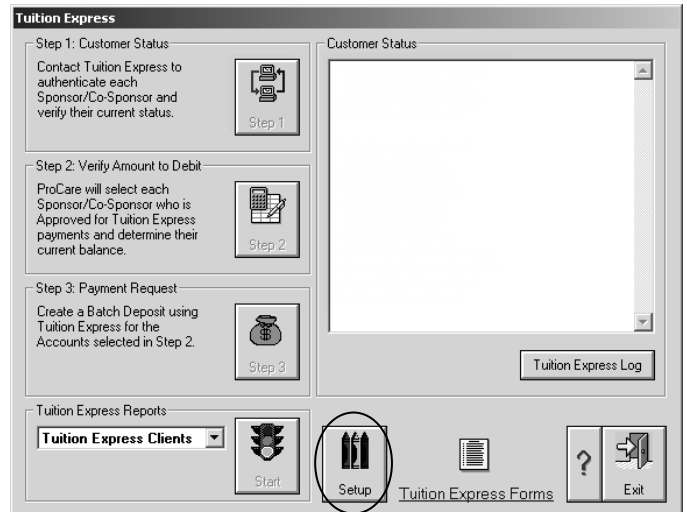 Tuition Express
Step 1: Customer Status
Contact Tuition Express to
authenticate each
Sponsor/Co-Sponsor and
verify their current status.
Step 1
Step 2: Verify Amount to Debit
ProCare will select each
Sponsor/Co-Sponsor who is
Approved for Tuition Express
payments and determine their
current balance.
Step 2
Step 3: Payment Request
Create a Batch Deposit using
Tuition Express for the
Accounts selected in Step 2.
Step 3
Tuition Express Reports
Tuition Express Clients
Start
Customer Status
Tuition Express Log
Setup
Tuition Express Forms
?
Exit